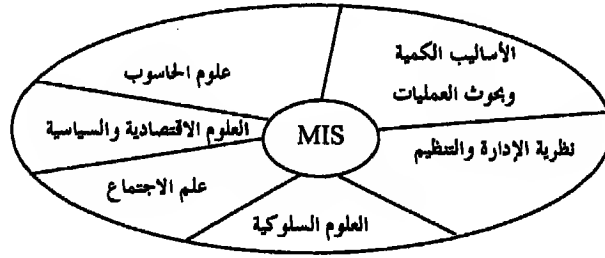 الأساليب الكمية
وبحوث العمليات
علوم الحاسوب
العلوم الاقتصادية والسياسية
MIS
نظرية الإدارة والتنظيم
علم الاجتماع
العلوم السلوكية